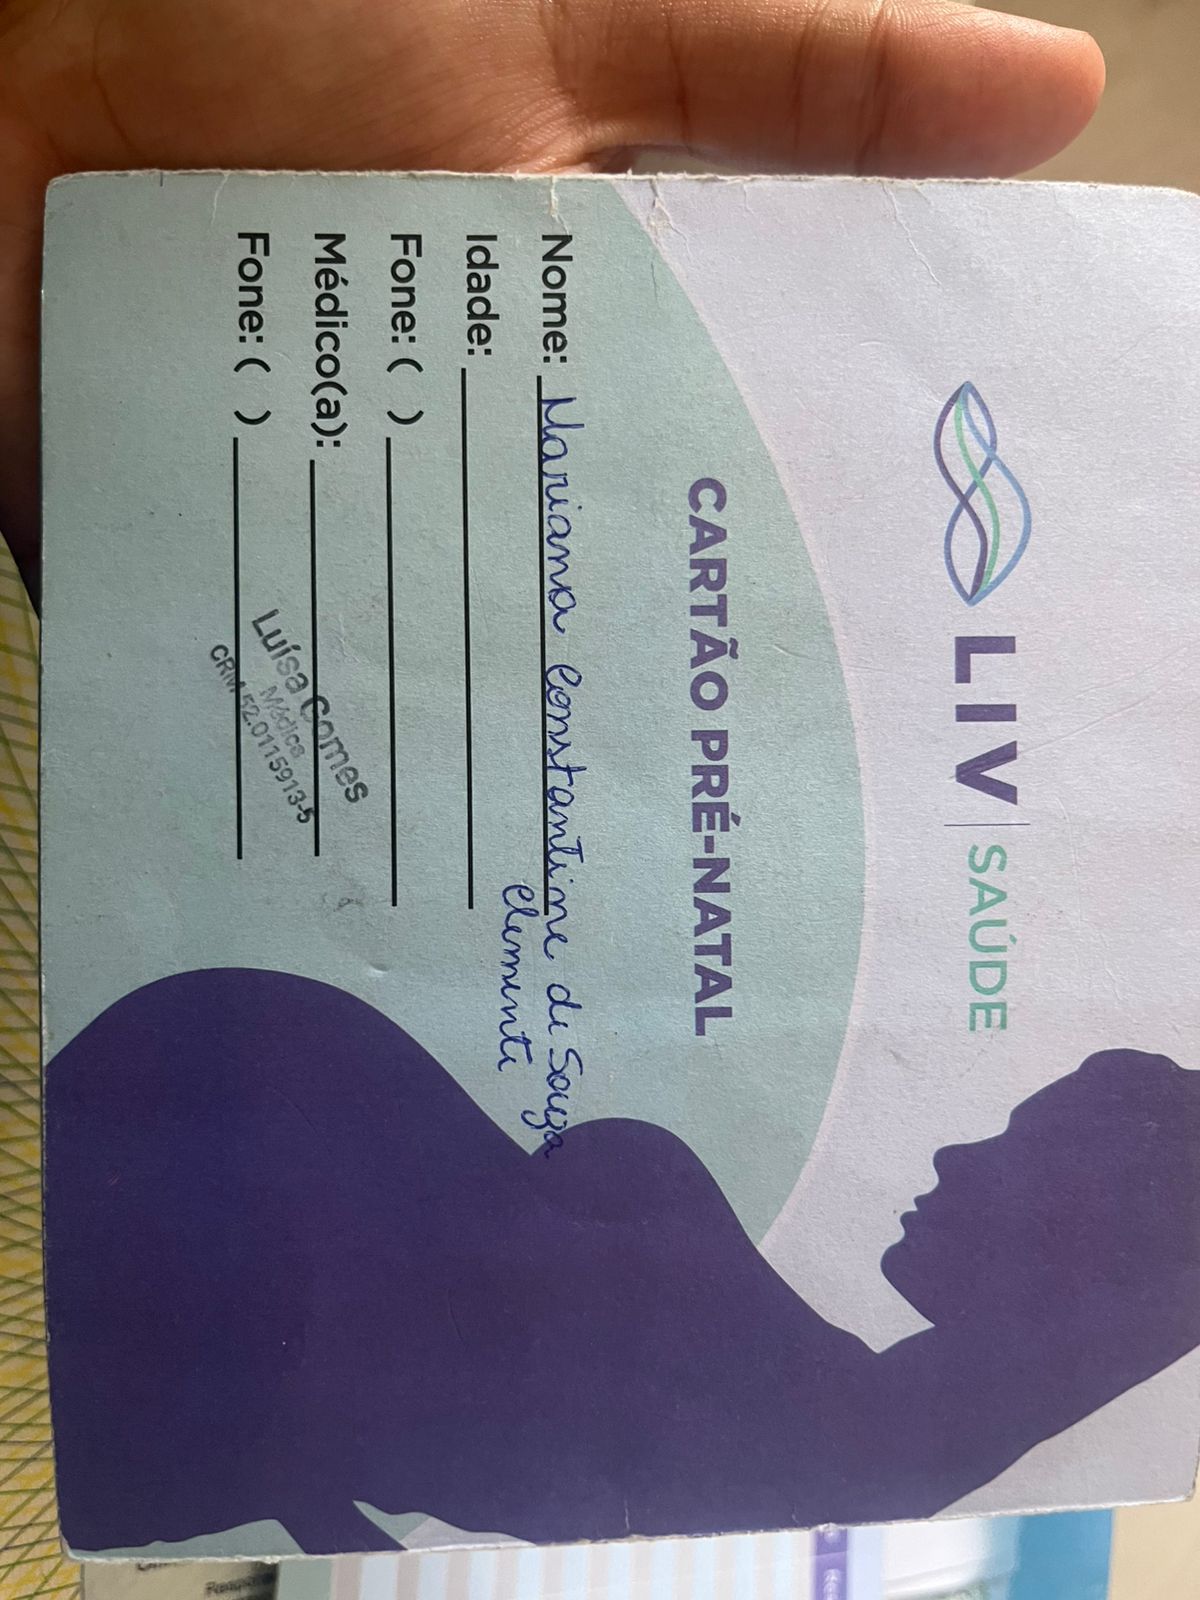 LIV | SAÚDE
CARTÃO PRÉ-NATAL
Nome: Mariana Constantine de Souza
Clemente
Idade:
Fone: ( )
Médico(a):
Fone: ( )
Luísa Gomes
Médica
CRM 52.0115913-5